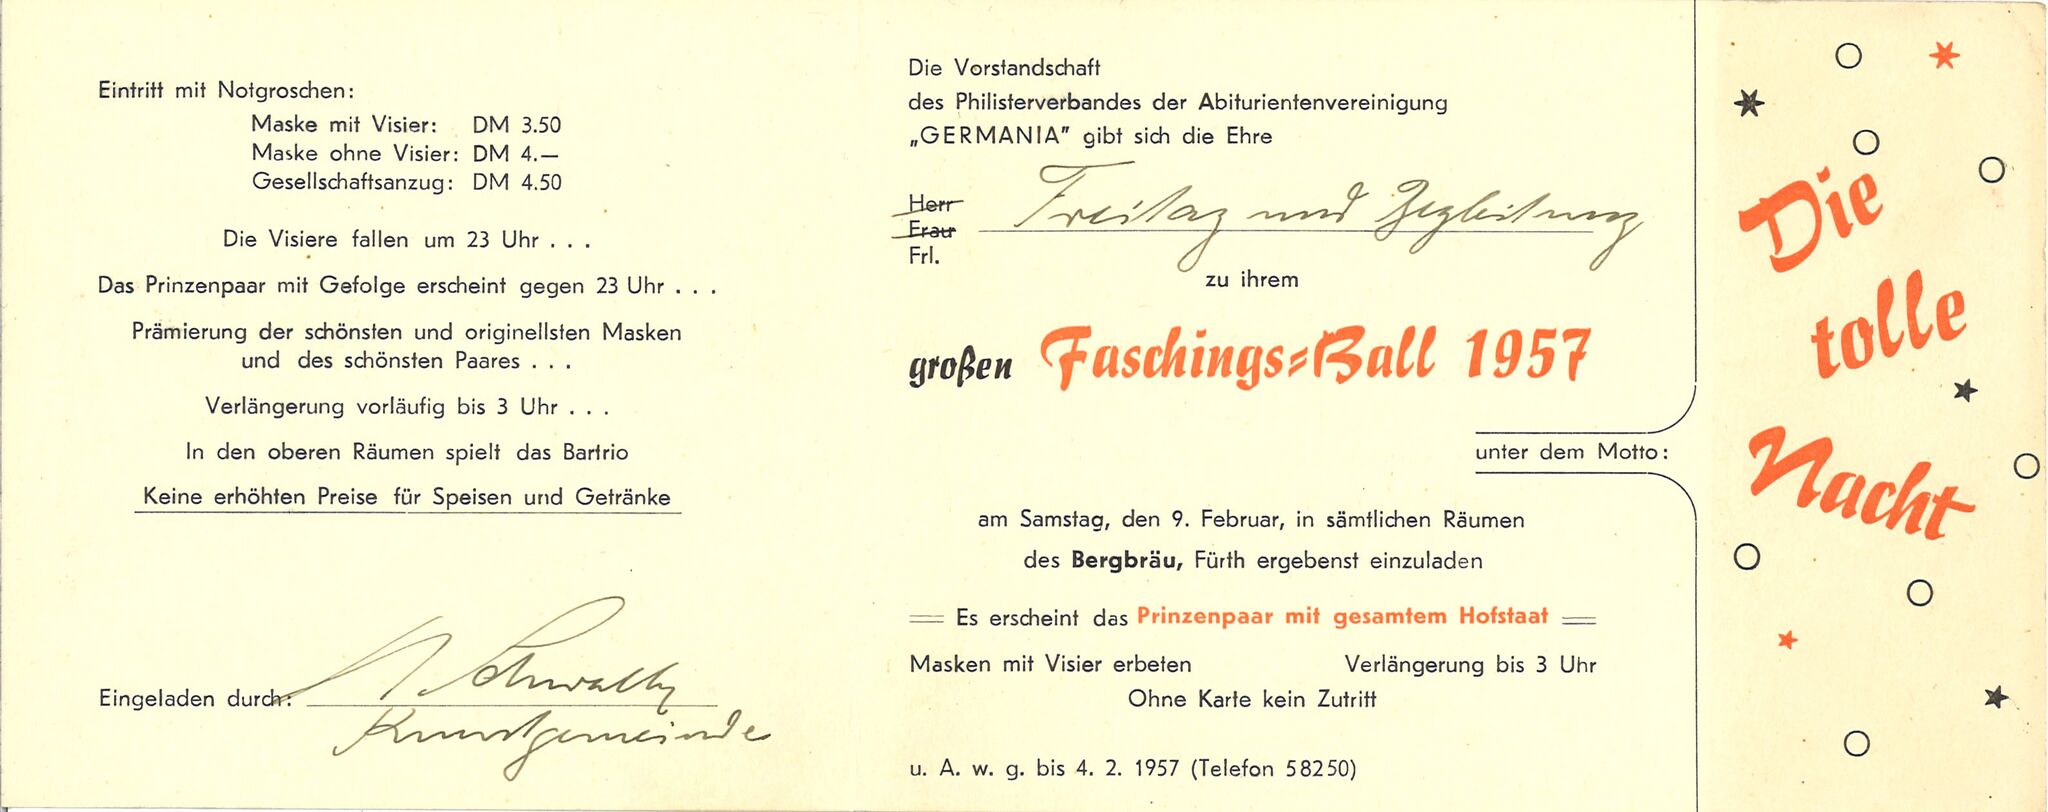 Eintritt mit Notgroschen:
Maske mit Visier: DM 3.50
Maske ohne Visier: DM 4.—
Gesellschaftsanzug: DM 4.50
Die Visiere fallen um 23 Uhr . . .
Das Prinzenpaar mit Gefolge erscheint gegen 23 Uhr . . .
Prämierung der schönsten und originellsten Masken
und des schönsten Paares . . .
Verlängerung vorläufig bis 3 Uhr . . .
In den oberen Räumen spielt das Bartrio
Keine erhöhten Preise für Speisen und Getränke
Eingeladen durch: Schwally
Kunstgemeinde
Die Vorstandschaft
des Philisterverbandes der Abiturientenvereinigung
„GERMANIA” gibt sich die Ehre
Herr
Frau
Frl.
Freitag und Begleitung
zu ihrem
großen Faschings=Ball 1957
unter dem Motto:
am Samstag, den 9. Februar, in sämtlichen Räumen
des Bergbräu, Fürth ergebenst einzuladen
Es erscheint das Prinzenpaar mit gesamtem Hofstaat
Masken mit Visier erbeten Verlängerung bis 3 Uhr
Ohne Karte kein Zutritt
u. A. w. g. bis 4. 2. 1957 (Telefon 58250)
Die
tolle
Nacht